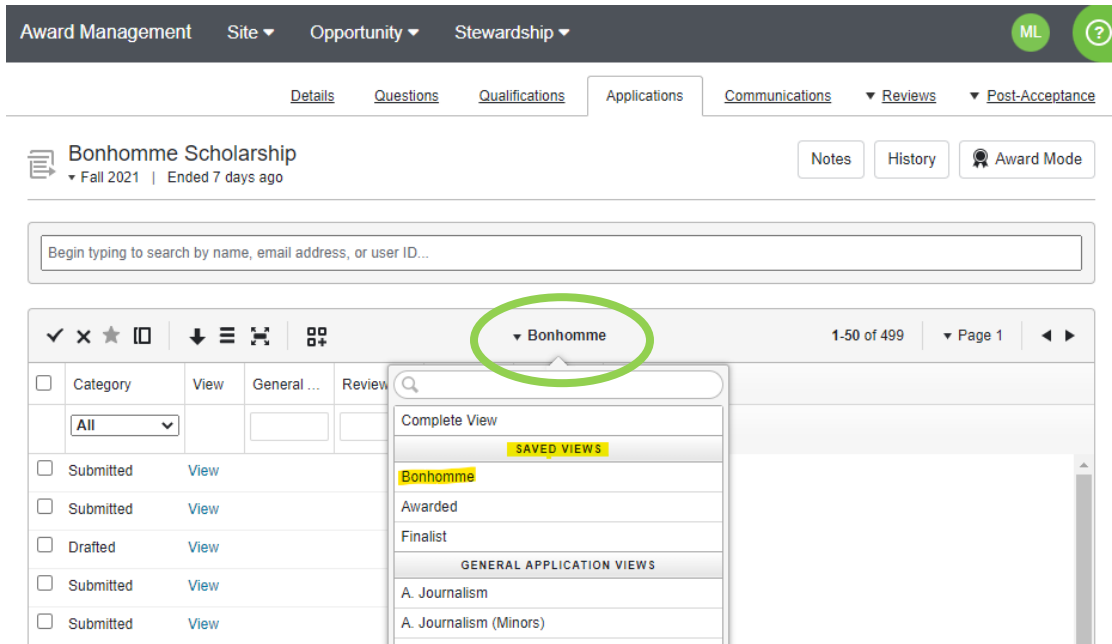 Award Management Site Opportunity Stewardship ML ?
Details Questions Qualifications Applications Communications Reviews Post-Acceptance
Bonhomme Scholarship
Fall 2021 | Ended 7 days ago
Notes History Award Mode
Begin typing to search by name, email address, or user ID...
Bonhomme 1-50 of 499 Page 1
Category View General ... Review
All
Complete View
SAVED VIEWS
Submitted View
Bonhomme
Submitted View
Awarded
Drafted View
Finalist
GENERAL APPLICATION VIEWS
Submitted View
A. Journalism
Submitted View
A. Journalism (Minors)